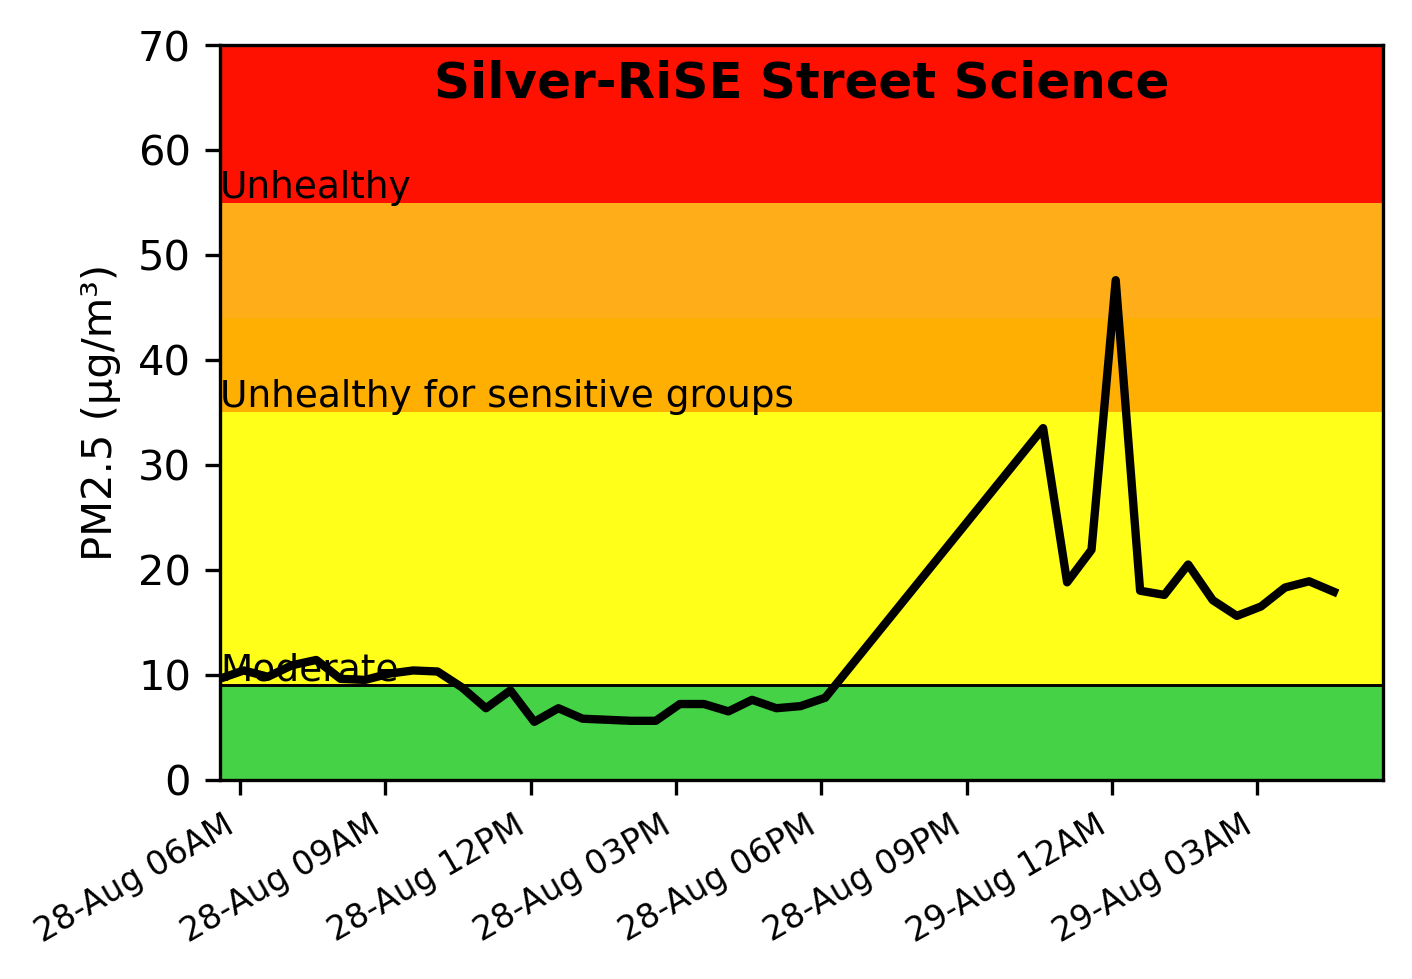 Silver-RiSE Street Science
70
60
50
40
30
20
10
0
PM2.5 (μg/m³)
Unhealthy
Unhealthy for sensitive groups
Moderate
28-Aug 06AM
28-Aug 09AM
28-Aug 12PM
28-Aug 03PM
28-Aug 06PM
28-Aug 09PM
29-Aug 12AM
29-Aug 03AM